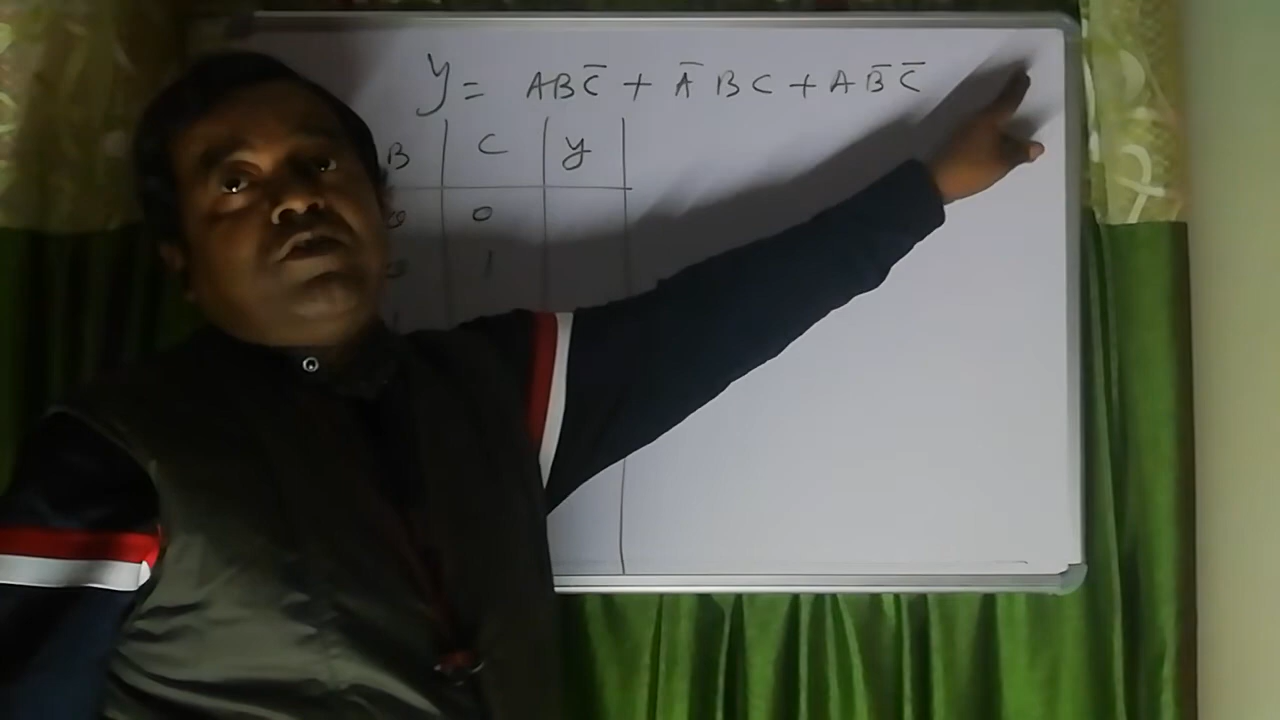 y = ABC̅ + A̅BC + AB̅C̅
B C y
0 0
0 1